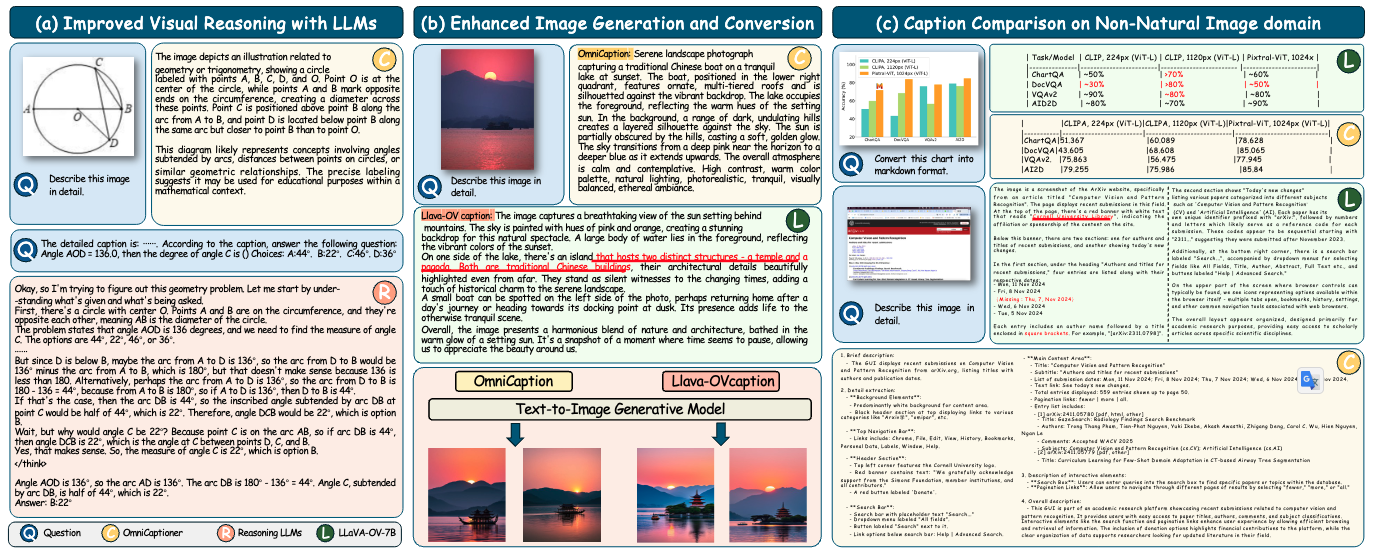 (a) Improved Visual Reasoning with LLMs
C
A
B
O
D
Q
Describe this image
in detail.
C
The image depicts an illustration related to
geometry or trigonometry, showing a circle
labeled with points A, B, C, D, and O. Point O is at the
center of the circle, while points A and B mark opposite
ends on the circumference, creating a diameter across
these points. Point C is positioned above point B along the
arc from A to B, and point D is located below point B along
the same arc but closer to point B than to point O.
This diagram likely represents concepts involving angles
subtended by arcs, distances between points on circles, or
similar geometric relationships. The precise labeling
suggests it may be used for educational purposes within a
mathematical context.
Q
The detailed caption is: ······. According to the caption, answer the following question:
Angle AOD = 136.0, then the degree of angle C is () Choices: A:44° B:22° C:46° D:36°
R
Okay, so I'm trying to figure out this geometry problem. Let me start by under-
-standing what's given and what's being asked.
First, there's a circle with center O. Points A and B are on the circumference, and they're
opposite each other, meaning AB is the diameter of the circle.
The problem states that angle AOD is 136 degrees, and we need to find the measure of angle
C. The options are 44°, 22°, 46°, or 36°.
······
But since D is below B, maybe the arc from A to D is 136°, so the arc from D to B would be
136° minus the arc from A to B, which is 180°, but that doesn't make sense because 136 is
less than 180. Alternatively, perhaps the arc from A to D is 136°, so the arc from D to B is
180 - 136 = 44°, because from A to B is 180°, so if A to D is 136°, then D to B is 44°.
If that's the case, then the arc DB is 44°, so the inscribed angle subtended by arc DB at
point C would be half of 44°, which is 22°. Therefore, angle DCB would be 22°, which is option
B.
Wait, but why would angle C be 22°? Because point C is on the arc AB, so if arc DB is 44°,
then angle DCB is 22°, which is the angle at C between points D, C, and B.
Yes, that makes sense. So, the measure of angle C is 22°, which is option B.
</think>
Angle AOD is 136°, so the arc AD is 136°. The arc DB is 180° - 136° = 44°. Angle C, subtended
by arc DB, is half of 44°, which is 22°.
Answer: B:22°
Q Question C OmniCaptioner R Reasoning LLMs L LLaVA-OV-7B
(b) Enhanced Image Generation and Conversion
Q
Describe this image in
detail.
C
OmniCaption: Serene landscape photograph
capturing a traditional Chinese boat on a tranquil
lake at sunset. The boat, positioned in the lower right
quadrant, features ornate, multi-tiered roofs and is
silhouetted against the vibrant backdrop. The lake occupies
the foreground, reflecting the warm hues of the setting
sun. In the background, a range of dark, undulating hills
creates a layered silhouette against the sky. The sun is
partially obscured by the hills, casting a soft, golden glow.
The sky transitions from a deep pink near the horizon to a
deeper blue as it extends upwards. The overall atmosphere
is calm and contemplative. High contrast, warm color
palette, natural lighting, photorealistic, tranquil, visually
balanced, ethereal ambiance.
L
Llava-OV caption: The image captures a breathtaking view of the sun setting behind
mountains. The sky is painted with hues of pink and orange, creating a stunning
backdrop for this natural spectacle. A large body of water lies in the foreground, reflecting
the vibrant colors of the sunset.
On one side of the lake, there's an island that hosts two distinct structures - a temple and a
pagoda. Both are traditional Chinese buildings, their architectural details beautifully
highlighted even from afar. They stand as silent witnesses to the changing times, adding a
touch of historical charm to the serene landscape.
A small boat can be spotted on the left side of the photo, perhaps returning home after a
day's journey or heading towards its docking point at dusk. Its presence adds life to the
otherwise tranquil scene.
Overall, the image presents a harmonious blend of nature and architecture, bathed in the
warm glow of a setting sun. It's a snapshot of a moment where time seems to pause, allowing
us to appreciate the beauty around us.
OmniCaption
Llava-OVcaption
Text-to-Image Generative Model
(c) Caption Comparison on Non-Natural Image domain
CLIPA, 224px (ViT-L)
CLIPA, 1120px (ViT-L)
Pixtral-ViT, 1024px (ViT-L)
Accuracy (%)
ChartQA DocVQA VQAv2 AI2D
Q
Convert this chart into
markdown format.
L
| Task/Model | CLIP, 224px (ViT-L) | CLIP, 1120px (ViT-L) | Pixtral-ViT, 1024x |
| ChartQA | ~50% | >70% | ~60% |
| DocVQA | ~30% | >80% | ~50% |
| VQAv2 | ~90% | ~80% | ~80% |
| AI2D | ~80% | ~70% | ~90% |
C
| |CLIPA, 224px (ViT-L)|CLIPA, 1120px (ViT-L)|Pixtral-ViT, 1024px (ViT-L)|
|ChartQA|51.367 |60.089 |78.628 |
|DocVQA|43.605 |68.608 |85.065 |
|VQAv2. |75.863 |56.475 |77.945 |
|AI2D |79.255 |75.986 |85.84 |
Q
Describe this image in
detail.
L
The image is a screenshot of the ArXiv website, specifically
from an article titled "Computer Vision and Pattern
Recognition". The page displays recent submissions in this field
At the top of the page, there's a red banner with white text
that reads "Cornell University Library", indicating the
affiliation or sponsorship of the content on the site.
Below this banner, there are two sections: one for authors and
titles of recent submissions, and another showing today's new
changes.
In the first section, under the heading "Authors and titles for
recent submissions," four entries are listed along with their
respective dates:
- Mon, 11 Nov 2024
- Fri, 8 Nov 2024
(Missing: Thu, 7 Nov, 2024)
- Wed, 6 Nov 2024
- Tue, 5 Nov 2024
Each entry includes an author name followed by a title
enclosed in square brackets. For example, "[arXiv:2311.0798]".
The second section shows "Today's new changes"
listing various papers categorized into different subjects
such as 'Computer Vision and Pattern Recognition'
(CV) and 'Artificial Intelligence' (AI). Each paper has its
own unique identifier prefixed with "arXiv", followed by numbers
and letters which likely serve as a reference code for each
submission. These codes appear to be sequential starting with
"2311.," suggesting they were submitted after November 2023.
Additionally, at the bottom right corner, there is a search bar
labeled "Search...", accompanied by dropdown menus for selecting
fields like All Fields, Title, Author, Abstract, Full Text etc., and
buttons labeled "Help | Advanced Search."
On the upper part of the screen where browser controls can
typically be found, we see icons representing options available
within the browser itself - multiple tabs open, bookmarks, history, settings,
and other common navigation tools associated with web browsers.
The overall layout appears organized, designed primarily for
academic research purposes, providing easy access to scholarly
articles across specific scientific fields.
C
1. Brief description:
- The GUI displays recent submissions on Computer Vision
and Pattern Recognition from arXiv.org, listing titles with
authors and publication dates.
2. Detail extraction:
- **Background Elements**:
- Predominantly white background for content area.
- Black header section at top displaying links to various
- **Top Navigation Bar**:
- Links include: Chrome, File, Edit, View, History, Bookmarks,
Personal Data, Labels, Window, Help.
- **Header Section**:
- Top left corner features the Cornell University logo.
- Red banner contains text: "We gratefully acknowledge
support from the Simons Foundation, member institutions, and
all contributors."
- A red button labeled 'Donate'.
- **Search Bar**:
- Search bar with placeholder text "Search..."
- Dropdown menu labeled "All fields".
- Button labeled "Search" next to it.
- Link options below search bar: Help | Advanced Search.
- **Main Content Area**:
- Title: "Computer Vision and Pattern Recognition"
- Subtitle: "Authors and titles for recent submissions"
- List of submission dates: Mon, 11 Nov 2024; Fri, 8 Nov 2024; Thu, 7 Nov 2024; Wed, 6 Nov 2024 nov, 2024.
- Text link: See today's new changes.
- Total entries displayed: 559 entries shown up to page 50.
- Pagination links: fewer | more | all.
- Entry list includes:
- [1] arXiv:2411.05780 [pdf, html, other]
- Title: GazeSearch: Radiology Findings Search Benchmark
- Authors: Trong Thang Pham, Tien-Phat Nguyen, Yuki Ikebe, Akash Awasthi, Zhigang Deng, Carol C. Wu, Hien Nguyen,
Ngan Le
- Comments: Accepted WACV 2025
- Subjects: Computer Vision and Pattern Recognition (cs.CV); Artificial Intelligence (cs.AI)
- [2] arXiv:2411.05779 [pdf, other]
- Title: Curriculum Learning for Few-Shot Domain Adaptation in CT-based Airway Tree Segmentation
3. Description of interactive elements:
- **Search Box**: Users can enter queries into the search box to find specific papers or topics within the database.
- **Pagination Links**: Allow users to navigate through different pages of results by selecting "fewer," "more," or "all."
4. Overall description:
- This GUI is part of an academic research platform showcasing recent submissions related to computer vision and
pattern recognition. It provides users with easy access to paper titles, authors, comments, and subject classifications.
Interactive elements like the search function and pagination links enhance user experience by allowing efficient browsing
and retrieval of information. The inclusion of donation options highlights financial contributions to the platform, while the
clear organization of data supports researchers looking for updated literature in their field.